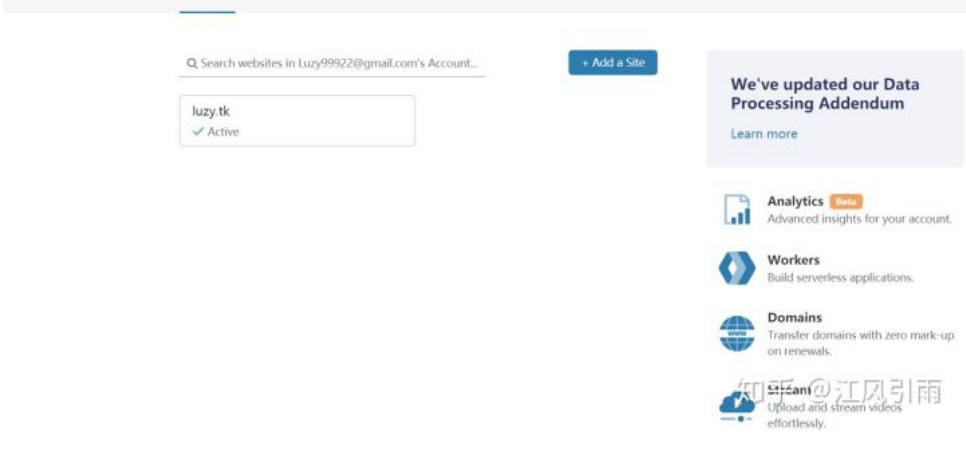 Search websites in Luzy99922@gmail.com's Account...
+ Add a Site
luzy.tk
Active
We've updated our Data
Processing Addendum
Learn more
Analytics Beta
Advanced insights for your account.
Workers
Build serverless applications.
Domains
Transfer domains with zero mark-up
on renewals.
Stream
知乎 @江风引雨
Upload and stream videos
effortlessly.